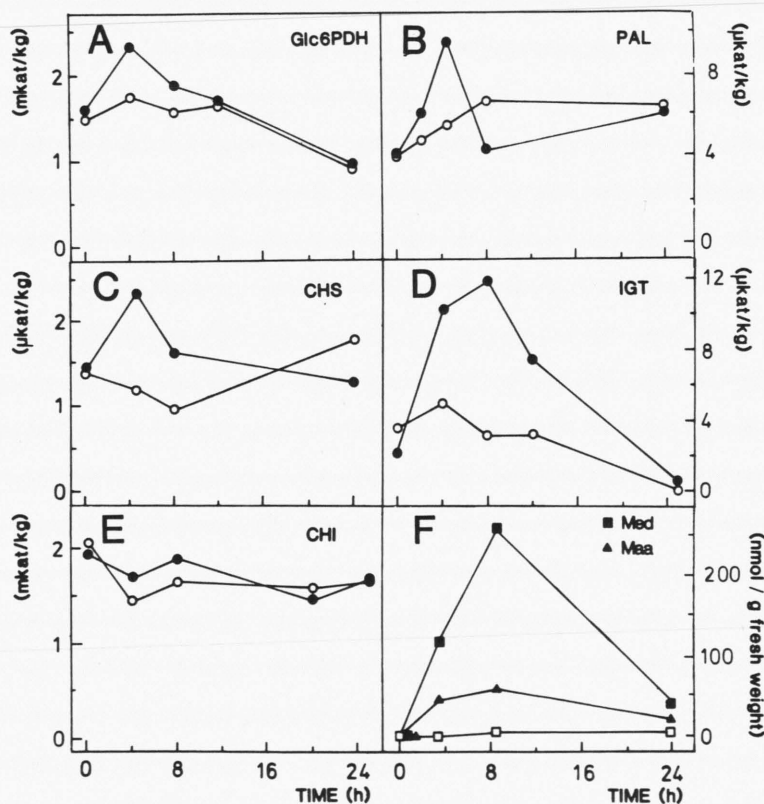 A
Glc6PDH
(mkat/kg)
2
1
0
B
PAL
(µkat/kg)
8
4
0
C
CHS
(µkat/kg)
2
1
0
D
IGT
(µkat/kg)
12
8
4
0
E
CHI
(mkat/kg)
2
1
0
0 8 16 24
TIME (h)
F
■ Med
▲ Maa
(nmol / g fresh weight)
200
100
0
0 8 16 24
TIME (h)